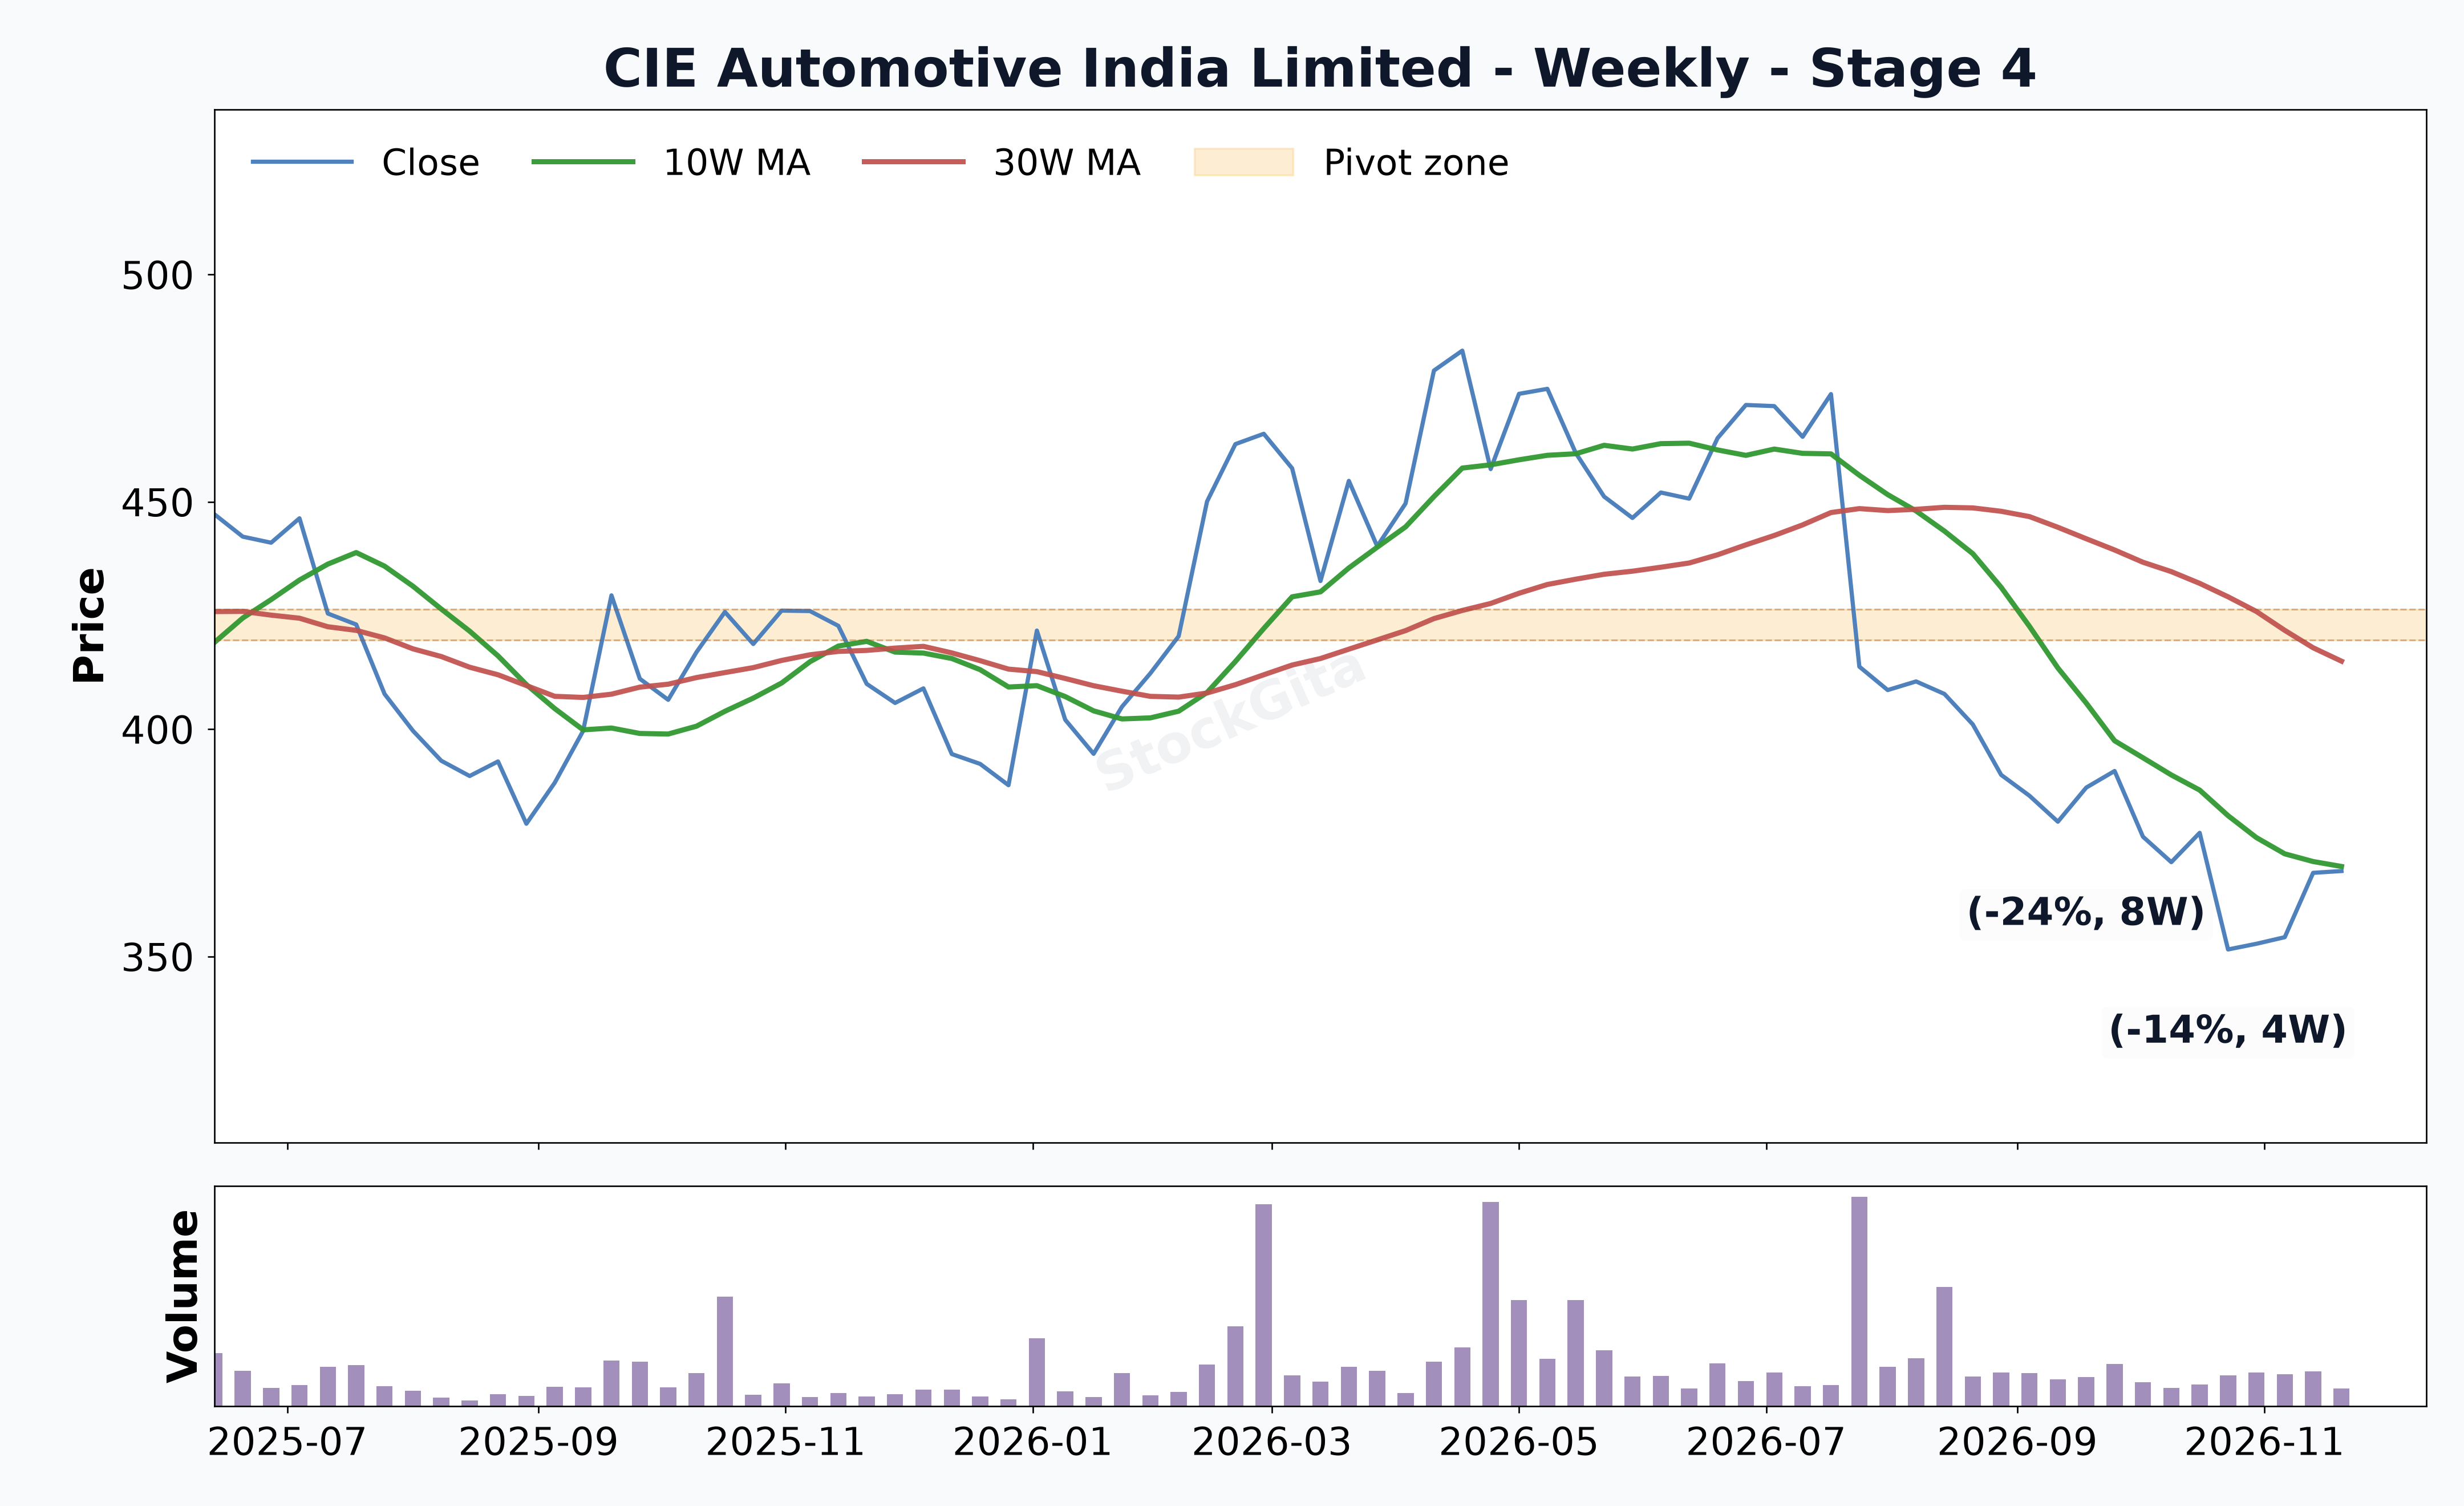 CIE Automotive India Limited - Weekly - Stage 4
Close 10W MA 30W MA Pivot zone
Price
500
450
400
350
StockGita
(-24%, 8W)
(-14%, 4W)
Volume
2025-07 2025-09 2025-11 2026-01 2026-03 2026-05 2026-07 2026-09 2026-11